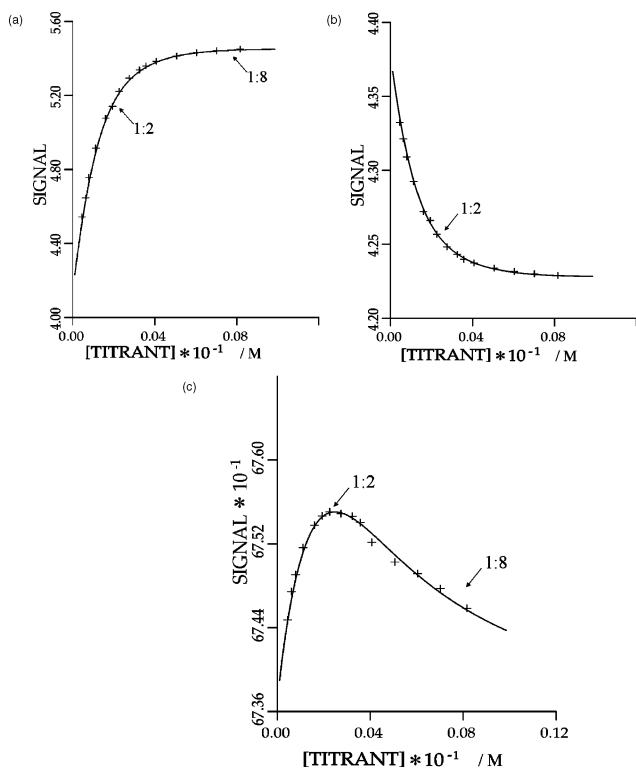 (a)
5.60
5.20
4.80
4.40
4.00
SIGNAL
1:8
1:2
0.00 0.04 0.08
[TITRANT]*10⁻¹ / M
(b)
4.40
4.35
4.30
4.25
4.20
SIGNAL
1:2
0.00 0.04 0.08
[TITRANT]*10⁻¹ / M
(c)
67.60
67.52
67.44
67.36
SIGNAL * 10⁻¹
1:2
1:8
0.00 0.04 0.08 0.12
[TITRANT]*10⁻¹ / M